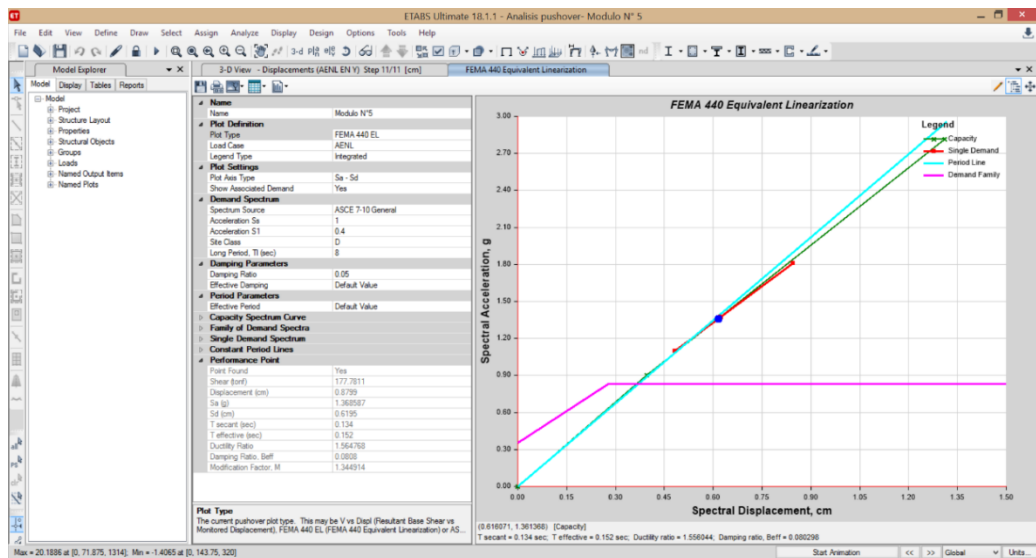 ETABS Ultimate 18.1.1 - Analisis pushover- Modulo N° 5
File Edit View Define Draw Select Assign Analyze Display Design Options Tools Help
Model Explorer
3-D View - Displacements (AENL EN Y) Step 11/11 [cm]
FEMA 440 Equivalent Linearization
Model Display Tables Reports
Model
Project
Structure Layout
Properties
Structural Objects
Groups
Loads
Named Output Items
Named Plots
Name
Name Modulo N°5
Plot Definition
Plot Type FEMA 440 EL
Load Case AENL
Legend Type Integrated
Plot Settings
Plot Axis Type Sa - Sd
Show Associated Demand Yes
Demand Spectrum
Spectrum Source ASCE 7-10 General
Acceleration Ss 1
Acceleration S1 0.4
Site Class D
Long Period, Tl (sec) 8
Damping Parameters
Damping Ratio 0.05
Effective Damping Default Value
Period Parameters
Effective Period Default Value
Capacity Spectrum Curve
Family of Demand Spectra
Single Demand Spectrum
Constant Period Lines
Performance Point
Point Found Yes
Shear (tonf) 177.7811
Displacement (cm) 0.8799
Sa (g) 1.368587
Sd (cm) 0.6195
T secant (sec) 0.134
T effective (sec) 0.152
Ductility Ratio 1.564768
Damping Ratio, Beff 0.0808
Modification Factor, M 1.344914
Plot Type
The current pushover plot type. This may be V vs Displ (Resultant Base Shear vs
Monitored Displacement), FEMA 440 EL (FEMA 440 Equivalent Linearization) or AS...
FEMA 440 Equivalent Linearization
Legend
Capacity
Single Demand
Period Line
Demand Family
Spectral Acceleration, g
3.00
2.70
2.40
2.10
1.80
1.50
1.20
0.90
0.60
0.30
0.00
0.00 0.15 0.30 0.45 0.60 0.75 0.90 1.05 1.20 1.35 1.50
Spectral Displacement, cm
(0.616071, 1.361368) [Capacity]
T secant = 0.134 sec; T effective = 0.152 sec; Ductility ratio = 1.556044; Damping ratio, Beff = 0.080298
Max = 20.1886 at [0, 71.875, 1314]; Min = -1.4065 at [0, 143.75, 320]
Start Animation << >> Global Units...